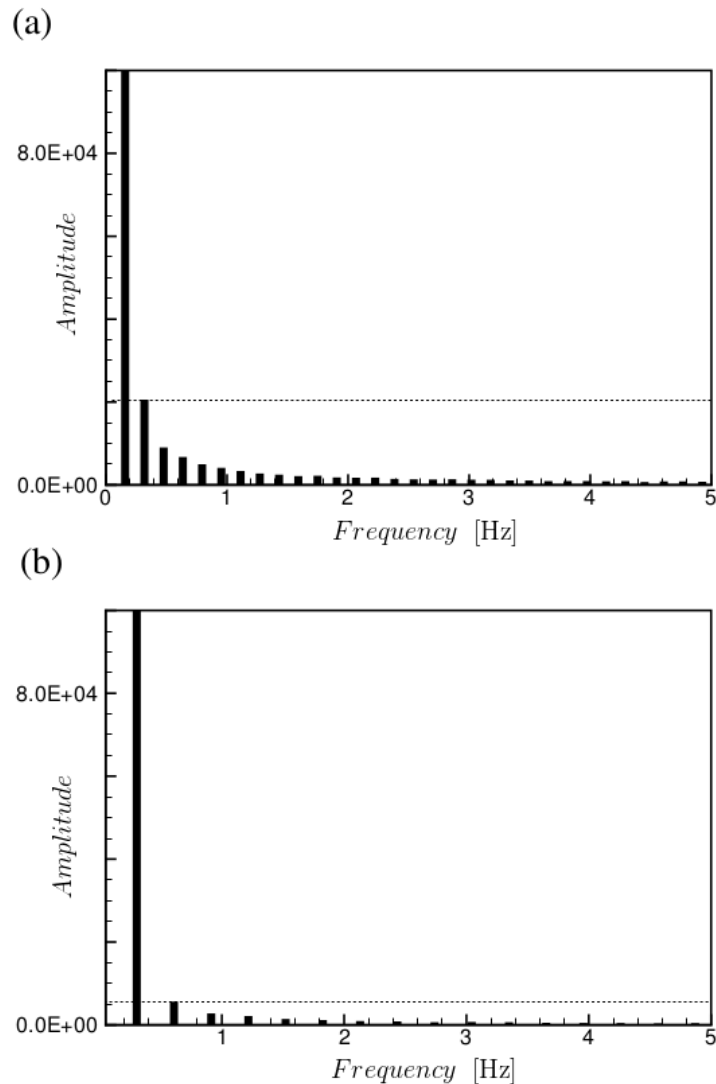 (a)
8.0E+04
Amplitude
0.0E+00
0 1 2 3 4 5
Frequency [Hz]
(b)
8.0E+04
Amplitude
0.0E+00
1 2 3 4 5
Frequency [Hz]